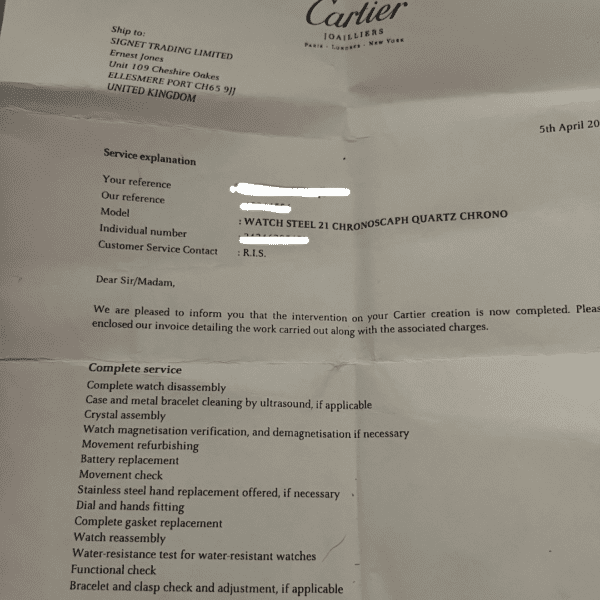 Cartier
JOAILLIERS
Paris - Londres - New York
Ship to:
SIGNET TRADING LIMITED
Ernest Jones
Unit 109 Cheshire Oakes
ELLESMERE PORT CH65 9JJ
UNITED KINGDOM
5th April 20
Service explanation
Your reference
Our reference
Model : WATCH STEEL 21 CHRONOSCAPH QUARTZ CHRONO
Individual number
Customer Service Contact : R.I.S.
Dear Sir/Madam,
We are pleased to inform you that the intervention on your Cartier creation is now completed. Pleas
enclosed our invoice detailing the work carried out along with the associated charges.
Complete service
Complete watch disassembly
Case and metal bracelet cleaning by ultrasound, if applicable
Crystal assembly
Watch magnetisation verification, and demagnetisation if necessary
Movement refurbishing
Battery replacement
Movement check
Stainless steel hand replacement offered, if necessary
Dial and hands fitting
Complete gasket replacement
Watch reassembly
Water-resistance test for water-resistant watches
Functional check
Bracelet and clasp check and adjustment, if applicable